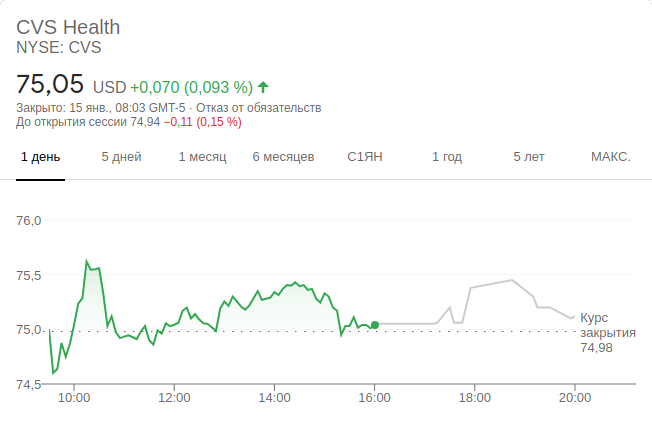 CVS Health
NYSE: CVS
75,05 USD +0,070 (0,093 %)
Закрыто: 15 янв., 08:03 GMT-5 · Отказ от обязательств
До открытия сессии 74,94 −0,11 (0,15 %)
1 день 5 дней 1 месяц 6 месяцев С1ЯН 1 год 5 лет МАКС.
76,0
75,5
75,0
74,5
Курс
закрытия
74,98
10:00 12:00 14:00 16:00 18:00 20:00